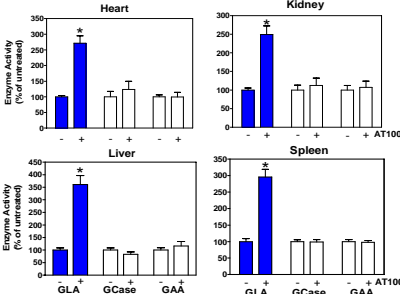 Heart
Kidney
Enzyme Activity
(% of untreated)
350
300
250
200
150
100
50
0
*
- + - + - +
300
250
200
150
100
50
0
*
- + - + - + AT100
Liver
Spleen
Enzyme Activity
(% of untreated)
450
400
350
300
250
200
150
100
50
0
*
- + - + - +
GLA GCase GAA
350
300
250
200
150
100
50
0
*
- + - + - + AT100
GLA GCase GAA